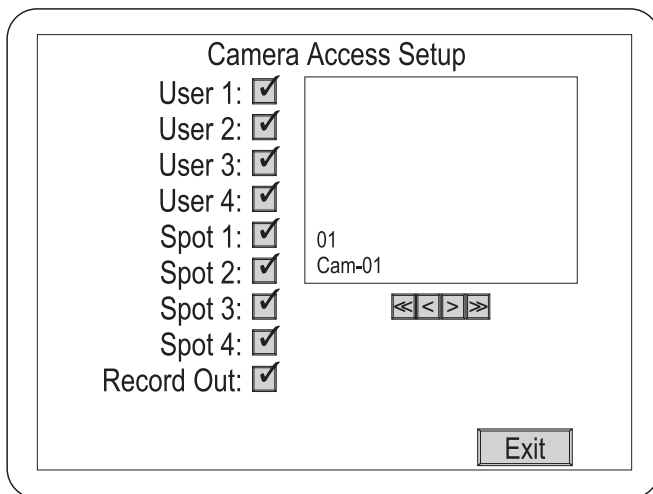 Camera Access Setup
User 1:
User 2:
User 3:
User 4:
Spot 1:
Spot 2:
Spot 3:
Spot 4:
Record Out:
01
Cam-01
≪ < > ≫
Exit